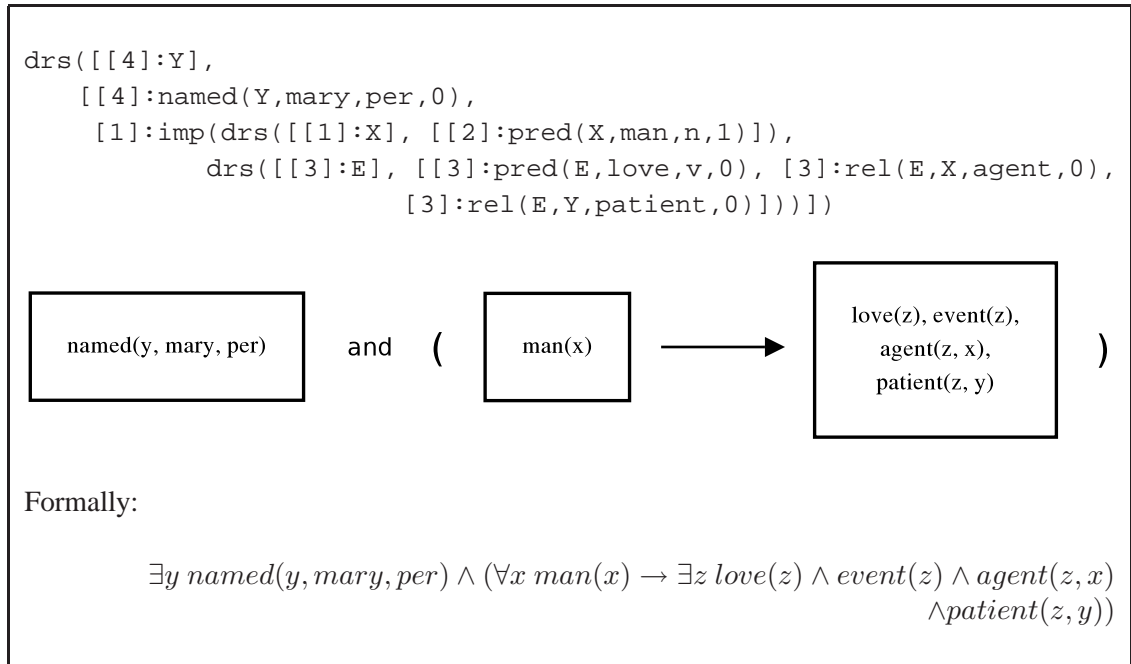 drs([[4]:Y],
[[4]:named(Y,mary,per,0),
[1]:imp(drs([[1]:X], [[2]:pred(X,man,n,1)]),
drs([[3]:E], [[3]:pred(E,love,v,0), [3]:rel(E,X,agent,0),
[3]:rel(E,Y,patient,0)]))])
named(y, mary, per) and ( man(x) love(z), event(z),
agent(z, x),
patient(z, y) )
Formally:
∃y named(y, mary, per) ∧ (∀x man(x) → ∃z love(z) ∧ event(z) ∧ agent(z, x)
∧patient(z, y))